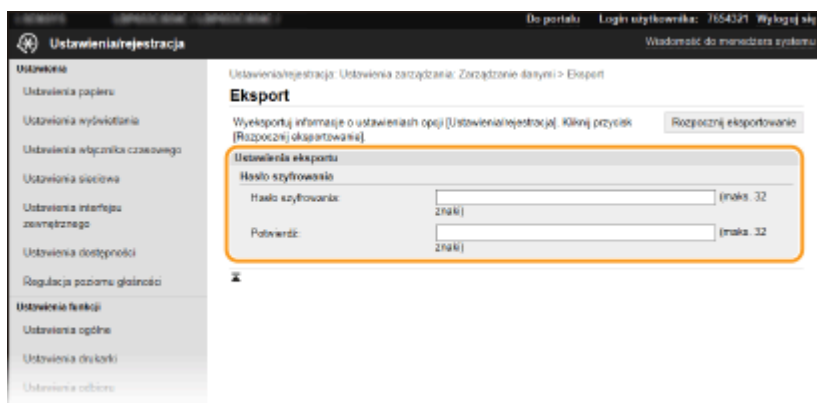 Do portalu Login użytkownika: 7654321 Wyloguj się
Ustawienia/rejestracja
Wiadomość do menedżera systemu
Ustawienia
Ustawienia papieru
Ustawienia wyświetlania
Ustawienia włącznika czasowego
Ustawienia sieciowe
Ustawienia interfejsu
zewnętrznego
Ustawienia dostępności
Regulacja poziomu głośności
Ustawienia funkcji
Ustawienia ogólne
Ustawienia drukarki
Ustawienia odbioru
Ustawienia/rejestracja: Ustawienia zarządzania: Zarządzanie danymi > Eksport
Eksport
Wyeksportuj informacje o ustawieniach opcji [Ustawienia/rejestracja]. Kliknij przycisk
[Rozpocznij eksportowanie].
Rozpocznij eksportowanie
Ustawienia eksportu
Hasło szyfrowania
Hasło szyfrowania: (maks. 32
znaki)
Potwierdź: (maks. 32
znaki)